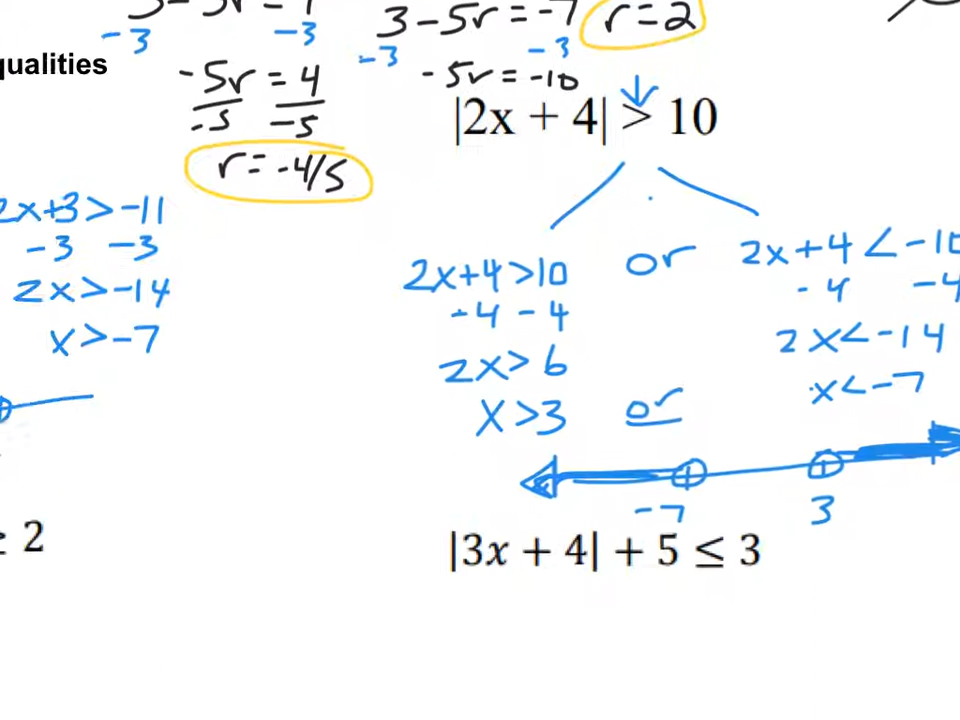 3 - 5r = -7 r = 2
-3 -3 -3 -3
qualities
-5r = 4 -5r = -10
-5 -5
|2x + 4| > 10
r = -4/5
2x+3 > -11
-3 -3
2x > -14
x > -7
2x+4 > 10 or 2x+4 < -10
-4 -4 -4 -4
2x > 6 2x < -14
x > 3 or x < -7
-7 3
2
|3x + 4| + 5 ≤ 3